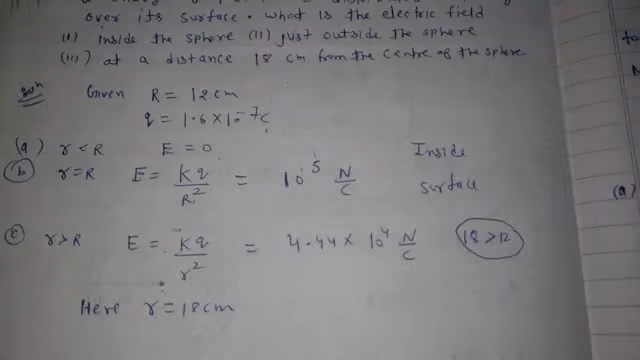 over its surface. what is the electric field
(i) inside the sphere (ii) just outside the sphere
(iii) at a distance 18 cm from the centre of the sphere
Soln Given R = 12 cm
q = 1.6 × 10⁻⁷C
(a) r < R E = 0 Inside
(b) r = R E = Kq/R² = 10⁵ N/C surface
(c) r > R E = Kq/r² = 4.44 × 10⁴ N/C 18 > R
Here r = 18 cm
(a)